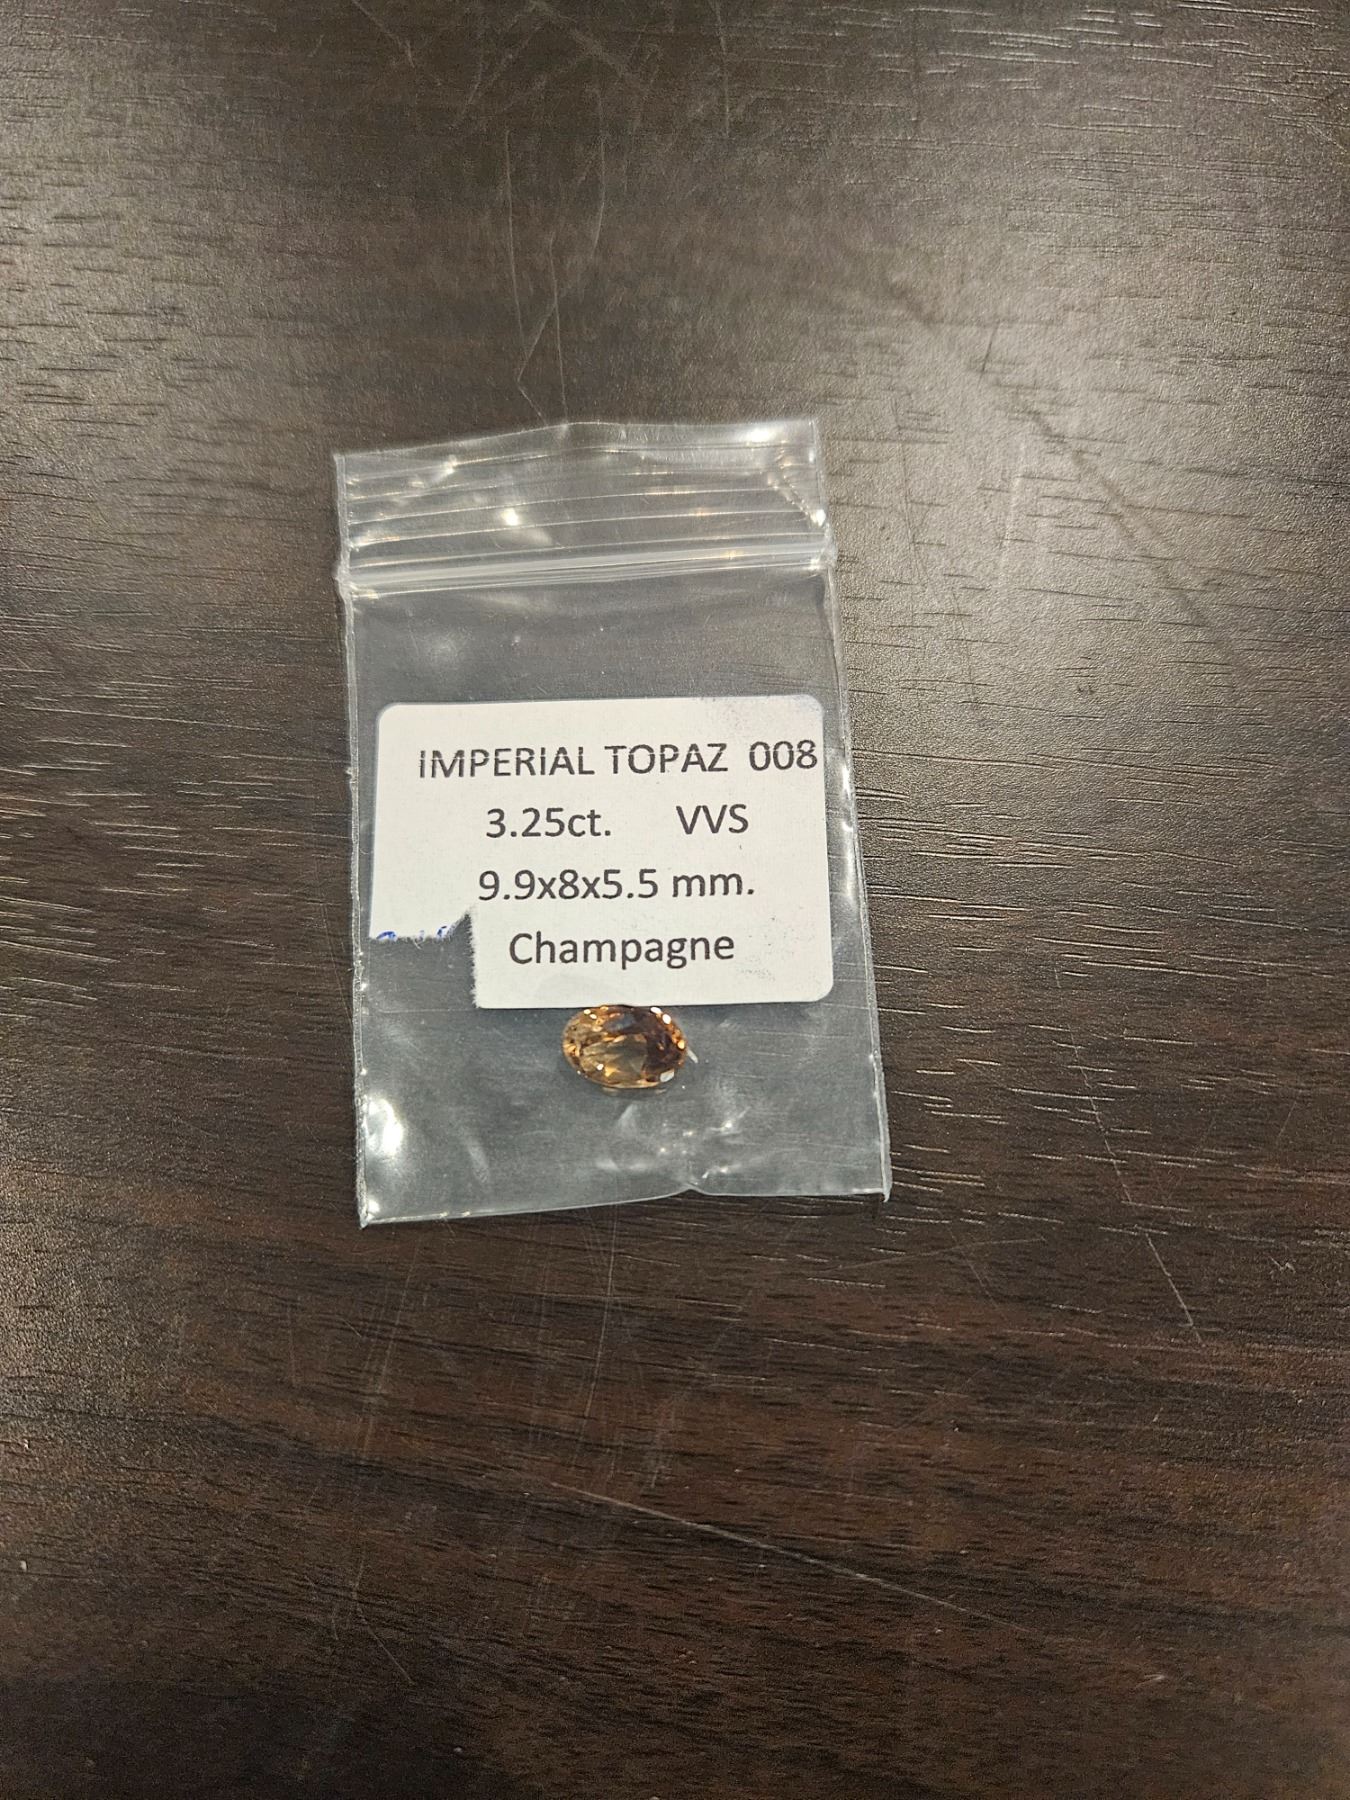 IMPERIAL TOPAZ 008
3.25ct. VVS
9.9x8x5.5 mm.
Champagne